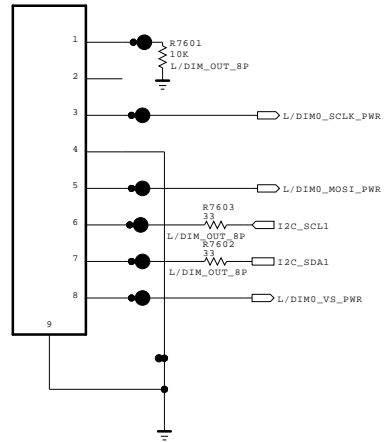 1
R7601
10K
L/DIM_OUT_8P
2
3
L/DIM0_SCLK_PWR
4
5
L/DIM0_MOSI_PWR
R7603
6
33
I2C_SCL1
L/DIM_OUT_8P
R7602
7
33
I2C_SDA1
L/DIM_OUT_8P
8
L/DIM0_VS_PWR
9